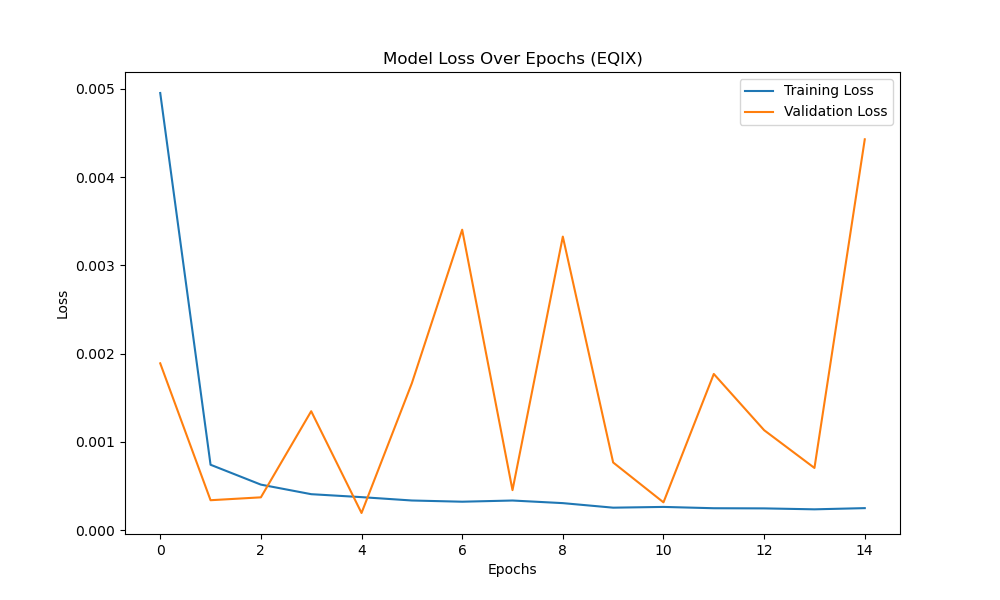 Model Loss Over Epochs (EQIX)
Training Loss
Validation Loss
0.005
0.004
0.003
0.002
0.001
0.000
Loss
0 2 4 6 8 10 12 14
Epochs